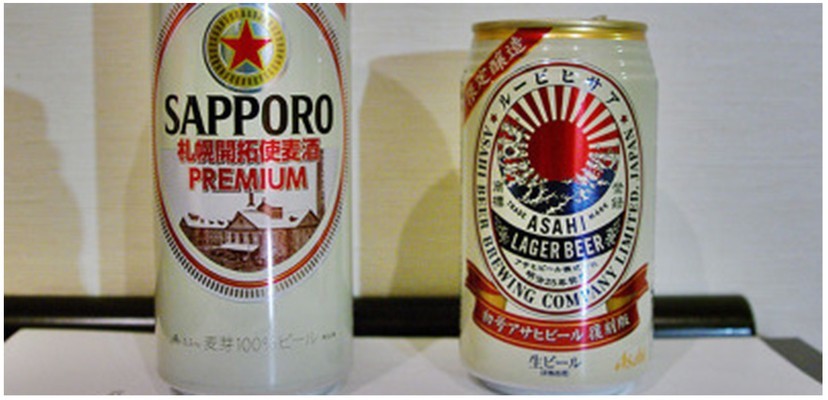 SAPPORO
札幌開拓使麦酒
PREMIUM
麦芽100%ビール
限定醸造
ルービヒサア
ASAHI BEER BREWING COMPANY LIMITED. JAPAN
登録
TRADE MARK
ASAHI
LAGER BEER
アサヒビール株式会社
初号アサヒビール 復刻版
生ビール
Asahi